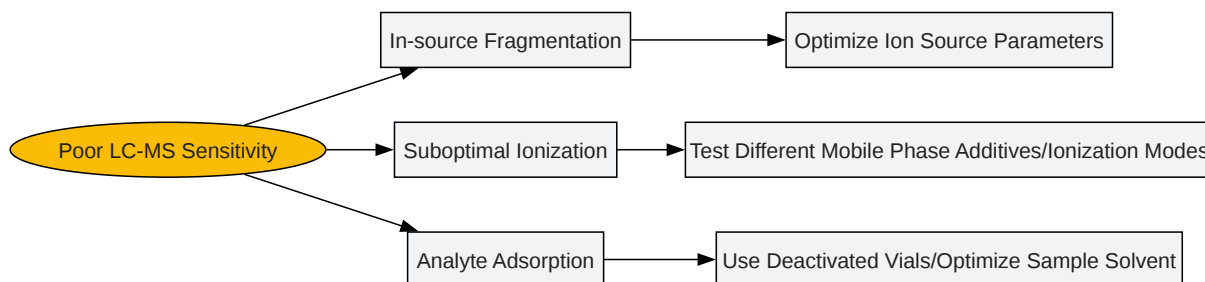 In-source Fragmentation
Optimize Ion Source Parameters
Poor LC-MS Sensitivity
Suboptimal Ionization
Test Different Mobile Phase Additives/Ionization Modes
Analyte Adsorption
Use Deactivated Vials/Optimize Sample Solvent